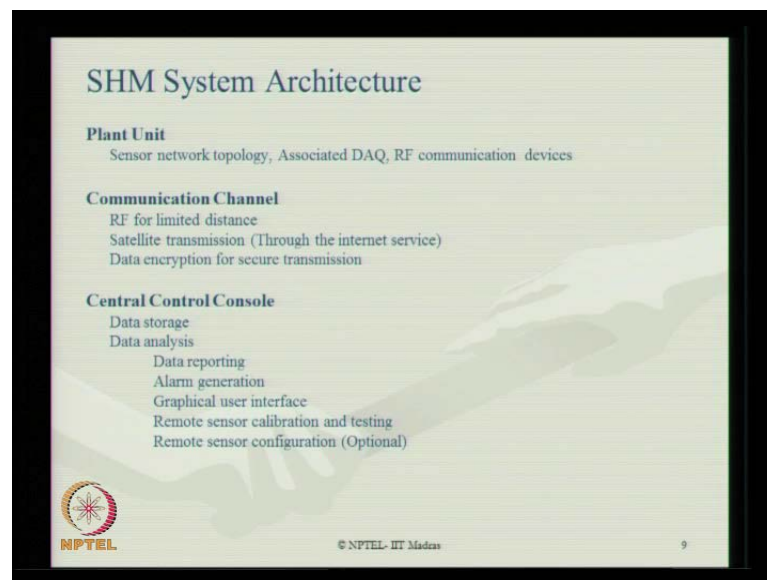 SHM System Architecture
Plant Unit
Sensor network topology, Associated DAQ, RF communication devices
Communication Channel
RF for limited distance
Satellite transmission (Through the internet service)
Data encryption for secure transmission
Central Control Console
Data storage
Data analysis
Data reporting
Alarm generation
Graphical user interface
Remote sensor calibration and testing
Remote sensor configuration (Optional)
NPTEL
© NPTEL- IIT Madras
9